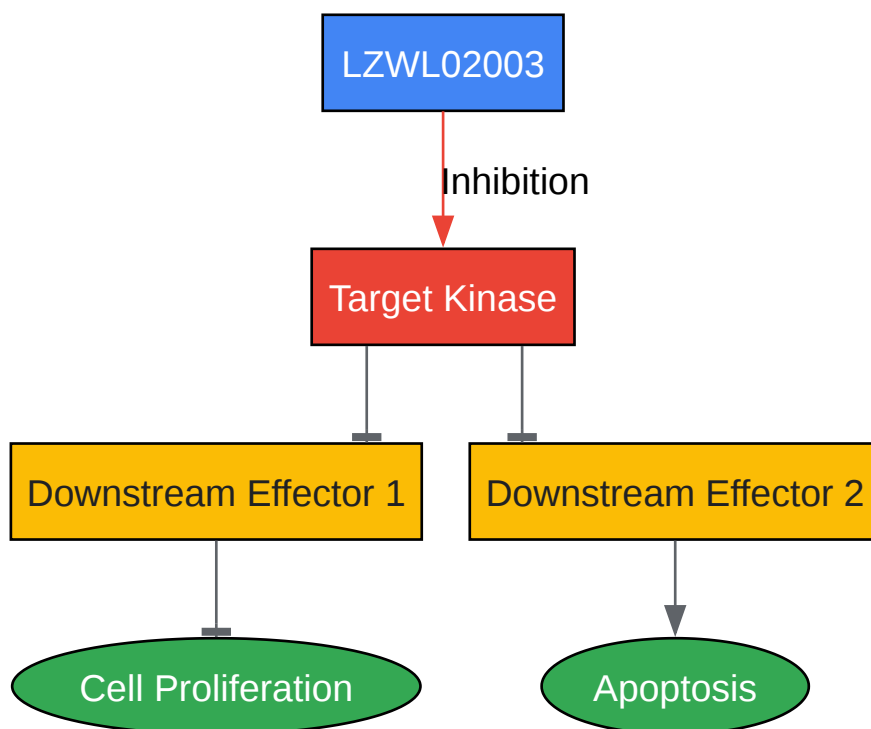 LZWL02003
Inhibition
Target Kinase
Downstream Effector 1
Downstream Effector 2
Cell Proliferation
Apoptosis